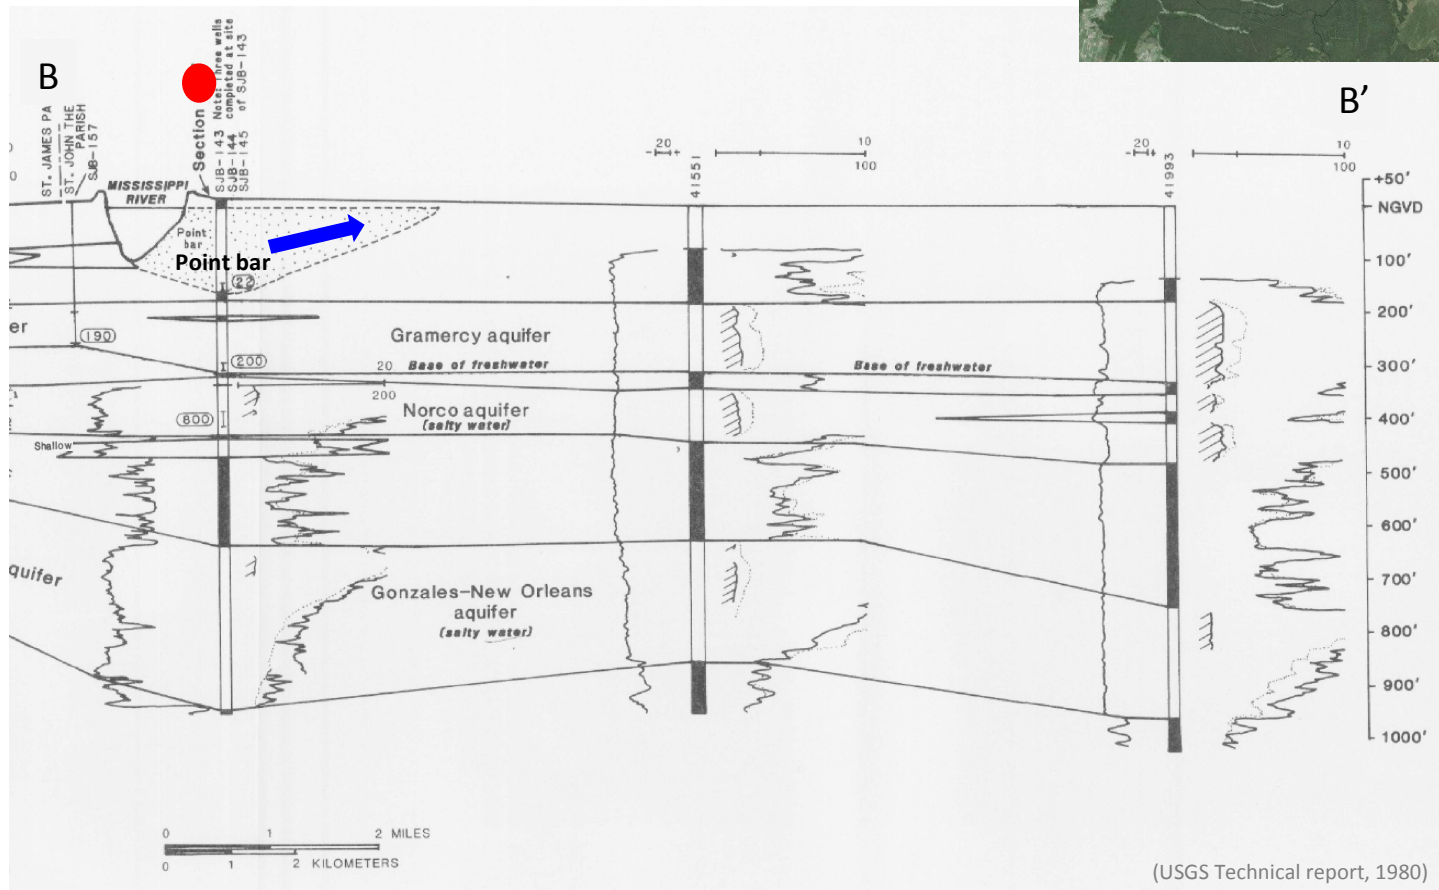 B
B’
ST. JAMES PA
ST. JOHN THE
PARISH
SJB-157
Section
SJB-143 Note: Three wells
SJB-144 completed at site
SJB-145 of SJB-143
MISSISSIPPI
RIVER
- 20 +
41551
10
100
- 20 +
41993
10
100
+50'
NGVD
100'
200'
300'
400'
500'
600'
700'
800'
900'
1000'
Point
bar
Point bar
22
er
190
Gramercy aquifer
200
Base of freshwater
Base of freshwater
20
200
800
Norco aquifer
(salty water)
Shallow
quifer
Gonzales-New Orleans
aquifer
(salty water)
0 1 2 MILES
0 1 2 KILOMETERS
(USGS Technical report, 1980)